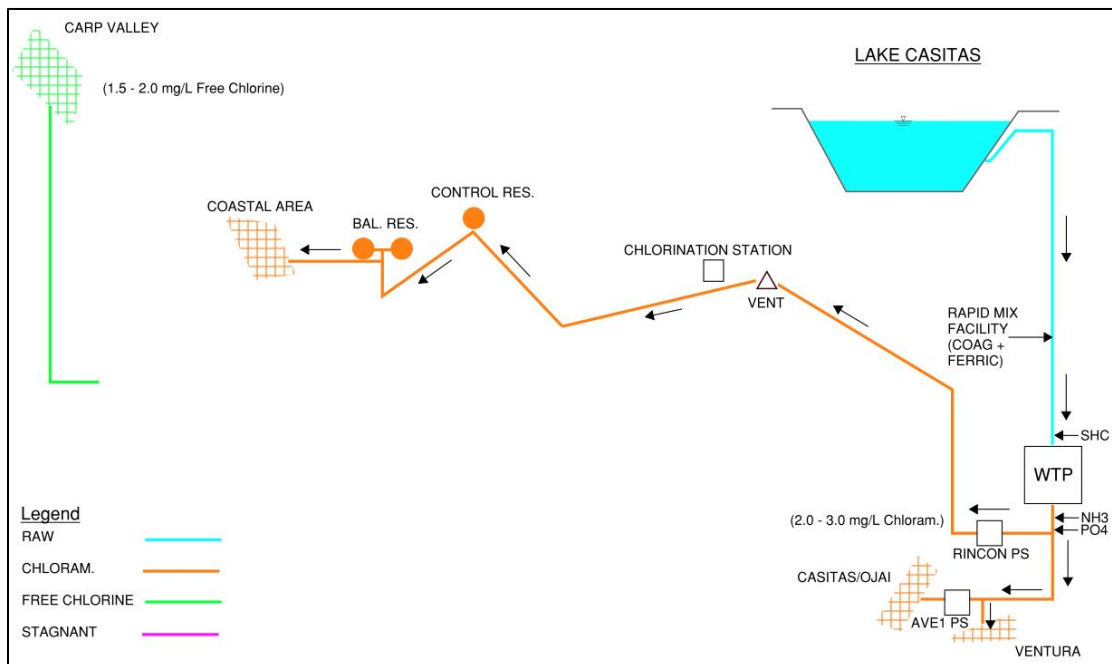 CARP VALLEY
(1.5 - 2.0 mg/L Free Chlorine)
LAKE CASITAS
CONTROL RES.
COASTAL AREA
BAL. RES.
CHLORINATION STATION
VENT
RAPID MIX
FACILITY
(COAG +
FERRIC)
SHC
WTP
NH3
PO4
(2.0 - 3.0 mg/L Chloram.)
RINCON PS
CASITAS/OJAI
AVE1 PS
VENTURA
Legend
RAW
CHLORAM.
FREE CHLORINE
STAGNANT